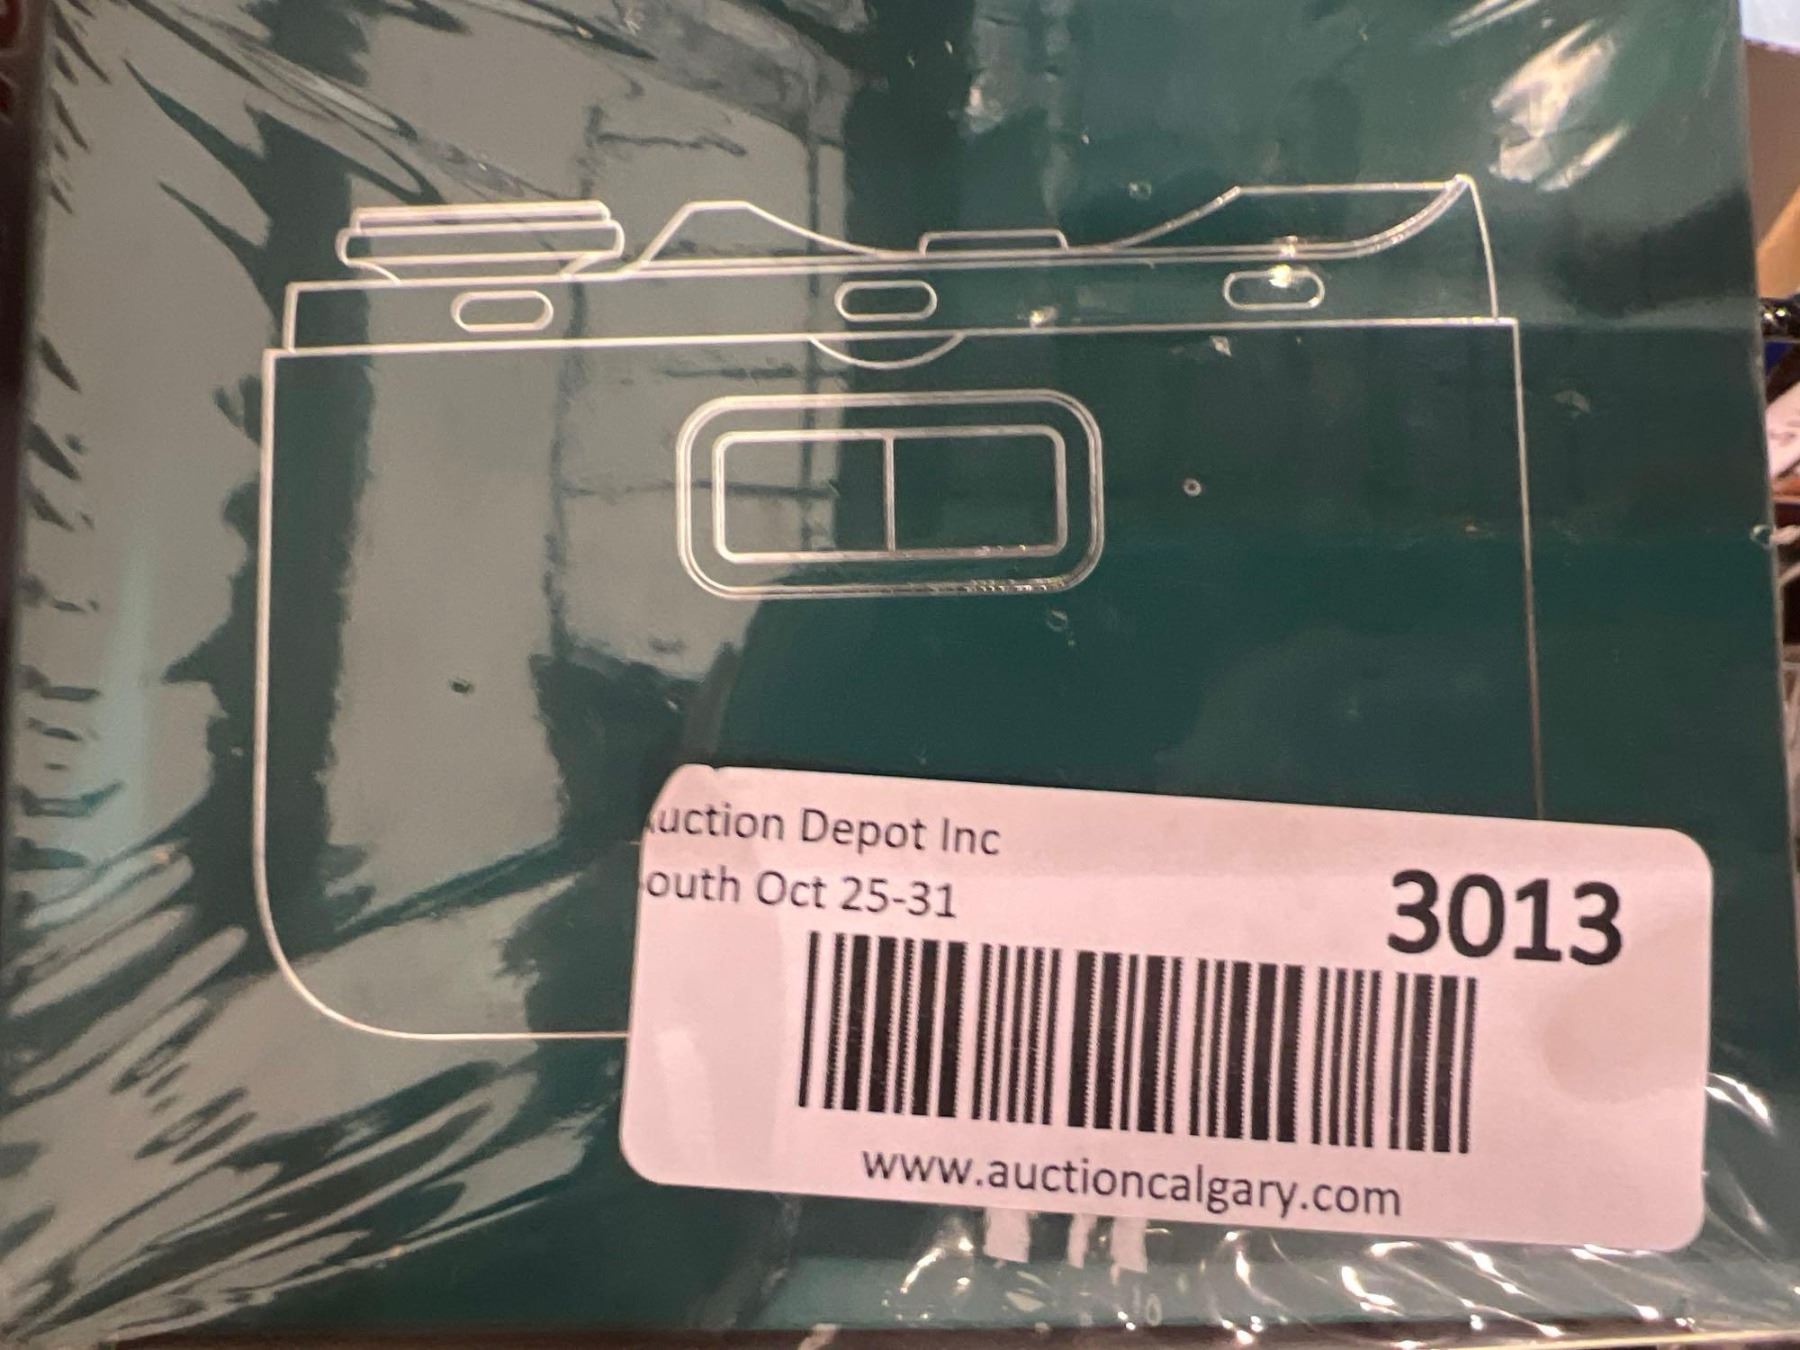 uction Depot Inc
outh Oct 25-31
3013
www.auctioncalgary.com